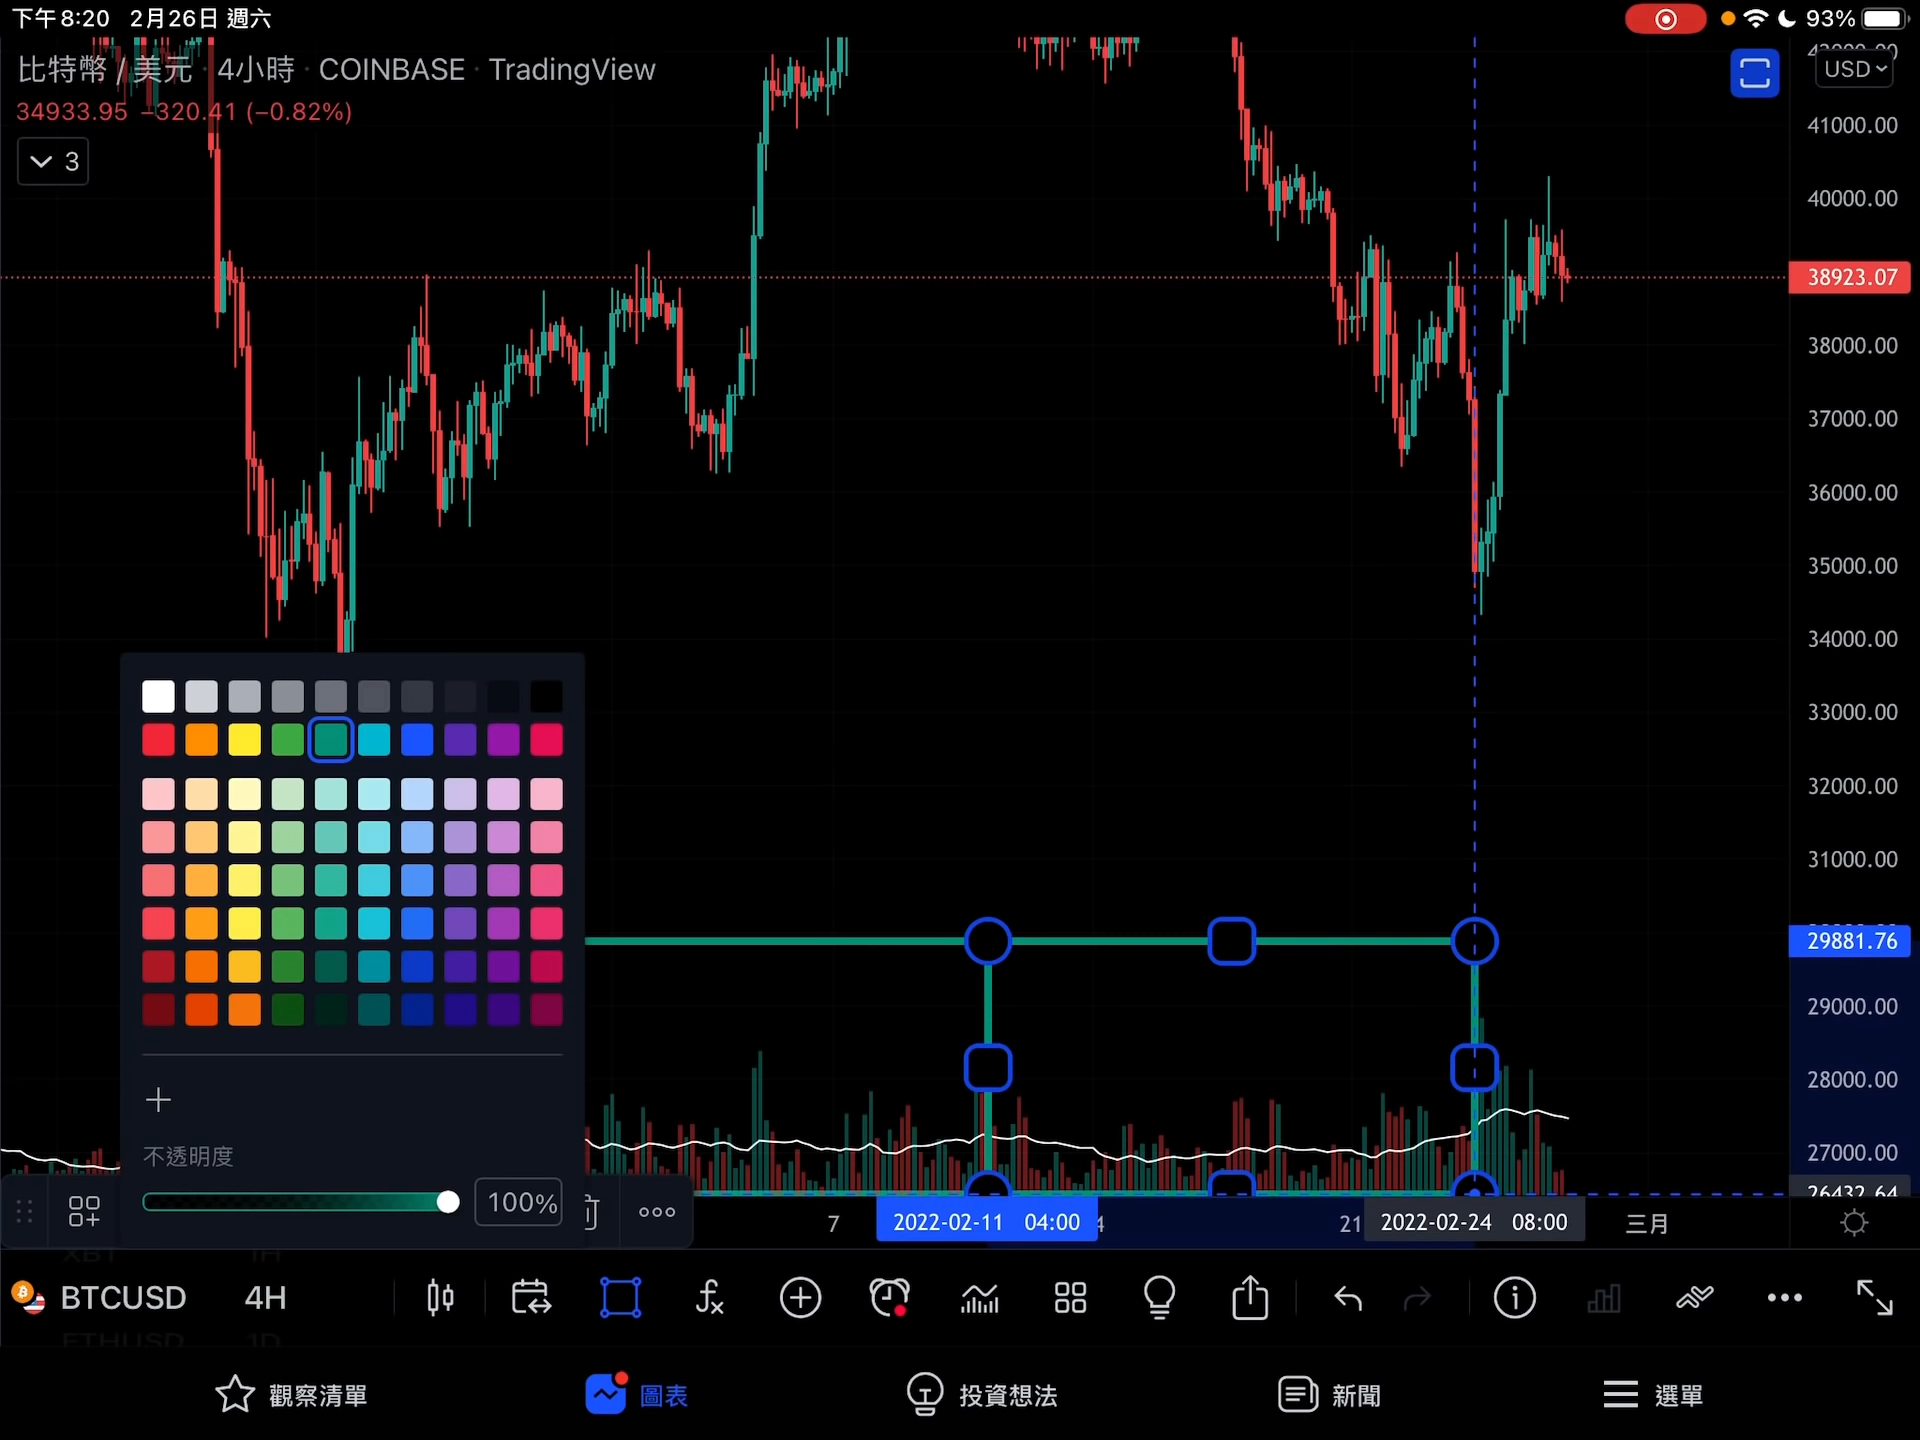 下午8:20 2月26日 週六
93%
比特幣 / 美元 · 4小時 · COINBASE · TradingView
USD
34933.95 −320.41 (−0.82%)
3
41000.00
40000.00
38923.07
38000.00
37000.00
36000.00
35000.00
34000.00
33000.00
32000.00
31000.00
29881.76
29000.00
28000.00
27000.00
26432.64
不透明度
100%
7
2022-02-11 04:00
21
2022-02-24 08:00
三月
BTCUSD
4H
ETHUSD 1D
觀察清單
圖表
投資想法
新聞
選單